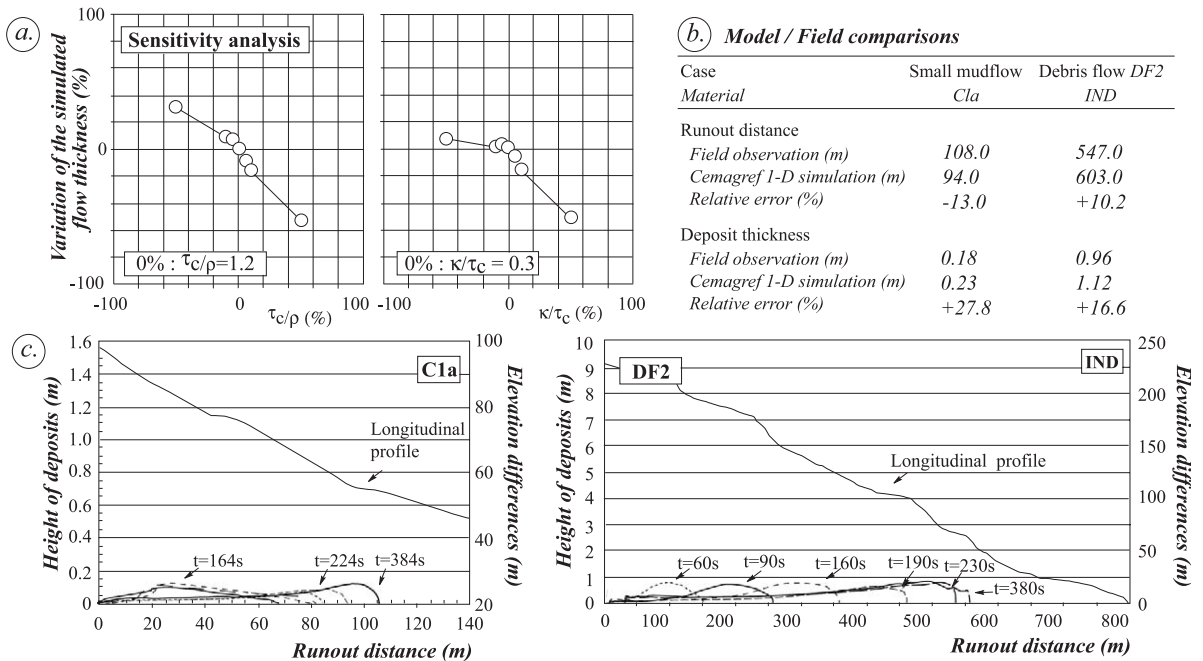 a.
Sensitivity analysis
Variation of the simulated
flow thickness (%)
100
0
-100
0% : τc/ρ=1.2
0% : κ/τc = 0.3
-100
0
100
-100
0
100
τc/ρ (%)
κ/τc (%)
b. Model / Field comparisons
Case Small mudflow Debris flow DF2
Material Cla IND
Runout distance
Field observation (m) 108.0 547.0
Cemagref 1-D simulation (m) 94.0 603.0
Relative error (%) -13.0 +10.2
Deposit thickness
Field observation (m) 0.18 0.96
Cemagref 1-D simulation (m) 0.23 1.12
Relative error (%) +27.8 +16.6
c.
Height of deposits (m)
1.6
1.4
1.2
1.0
0.8
0.6
0.4
0.2
0
C1a
Longitudinal
profile
t=164s
t=224s
t=384s
100
80
60
40
20
Elevation differences (m)
0 20 40 60 80 100 120 140
Runout distance (m)
Height of deposits (m)
10
9
8
7
6
5
4
3
2
1
0
DF2
IND
Longitudinal profile
t=60s
t=90s
t=160s
t=190s
t=230s
t=380s
250
200
150
100
50
0
Elevation differences (m)
0 100 200 300 400 500 600 700 800
Runout distance (m)